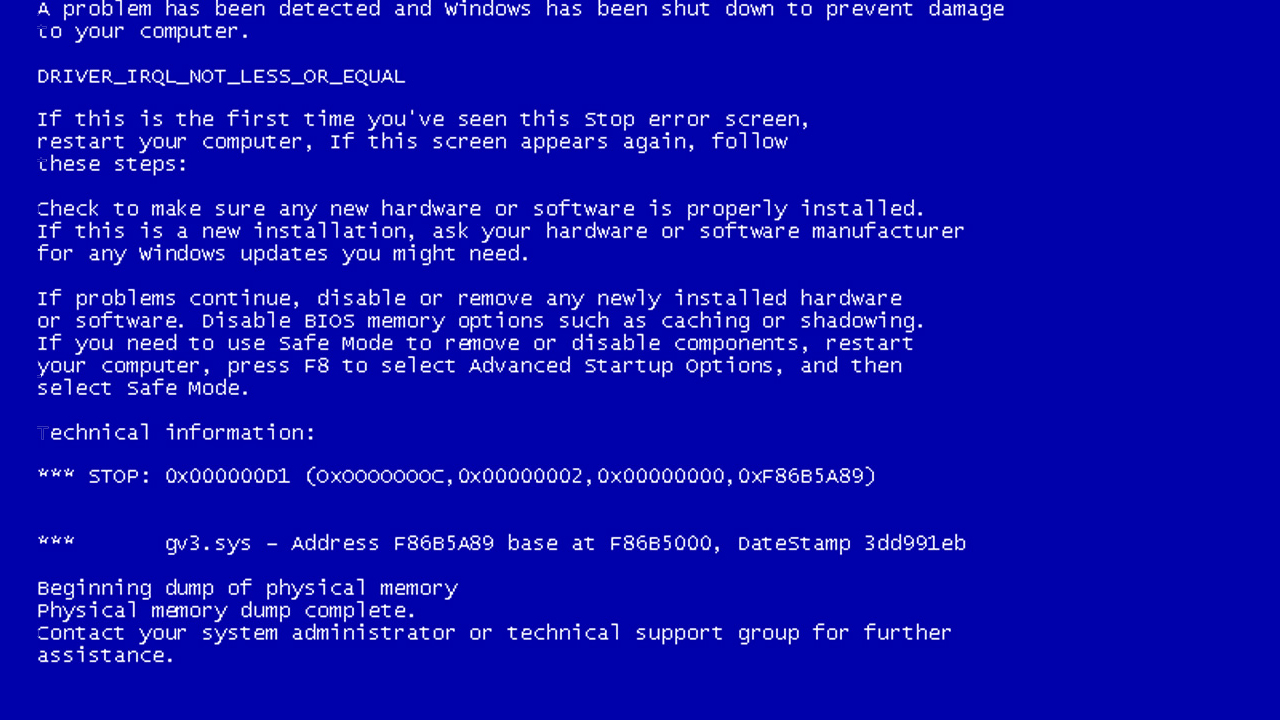 A problem has been detected and Windows has been shut down to prevent damage
to your computer.
DRIVER_IRQL_NOT_LESS_OR_EQUAL
If this is the first time you've seen this Stop error screen,
restart your computer, If this screen appears again, follow
these steps:
Check to make sure any new hardware or software is properly installed.
If this is a new installation, ask your hardware or software manufacturer
for any Windows updates you might need.
If problems continue, disable or remove any newly installed hardware
or software. Disable BIOS memory options such as caching or shadowing.
If you need to use Safe Mode to remove or disable components, restart
your computer, press F8 to select Advanced Startup Options, and then
select Safe Mode.
Technical information:
*** STOP: 0x000000D1 (0x0000000C,0x00000002,0x00000000,0xF86B5A89)
*** gv3.sys – Address F86B5A89 base at F86B5000, DateStamp 3dd991eb
Beginning dump of physical memory
Physical memory dump complete.
Contact your system administrator or technical support group for further
assistance.